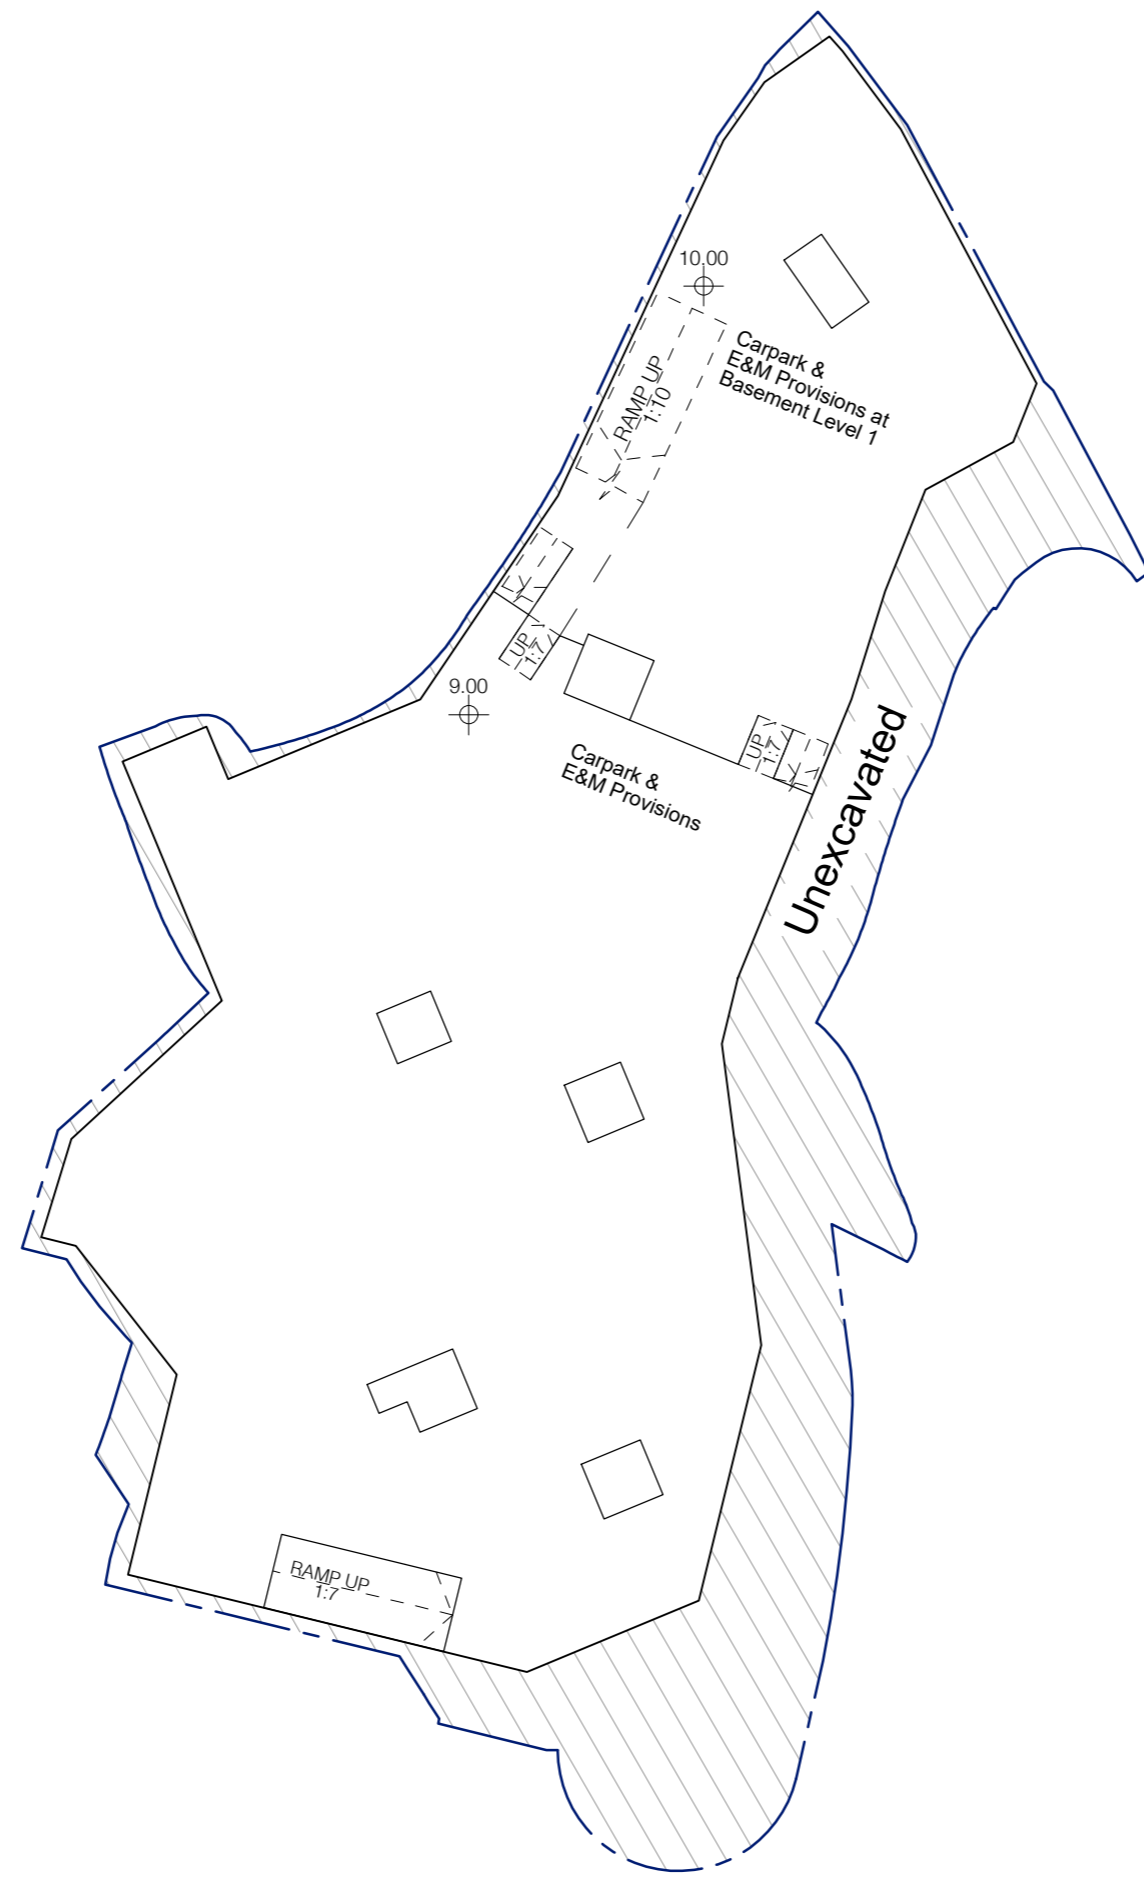 10.00
Carpark &
E&M Provisions at
Basement Level 1
RAMP UP
1:10
UP
1:7
9.00
UP
1:7
Carpark &
E&M Provisions
Unexcavated
RAMP UP
1:7